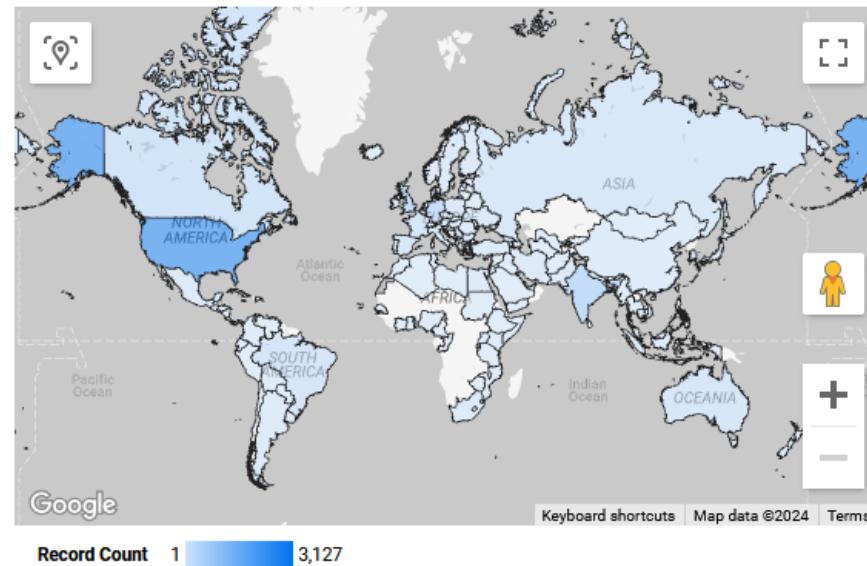 ASIA
NORTH
AMERICA
Atlantic
Ocean
AFRICA
SOUTH
AMERICA
Pacific
Ocean
Indian
Ocean
OCEANIA
Google
Keyboard shortcuts
Map data ©2024
Terms
Record Count 1 3,127